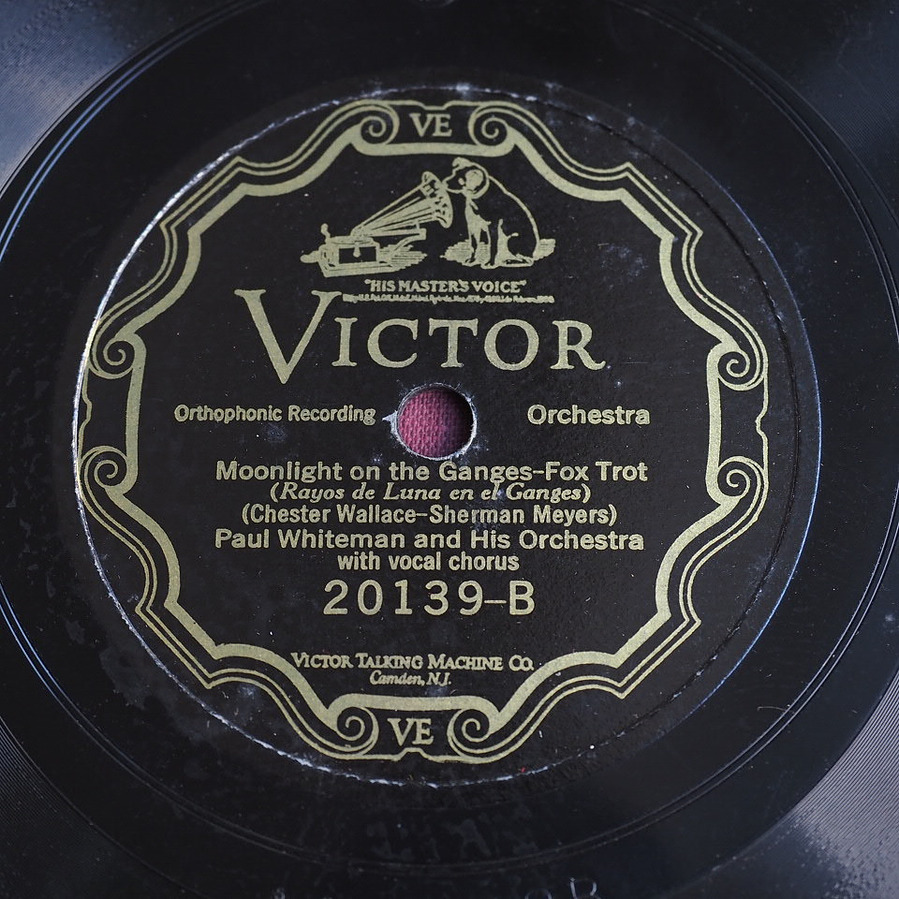 VE
"HIS MASTER'S VOICE"
VICTOR
Orthophonic Recording
Orchestra
Moonlight on the Ganges-Fox Trot
(Rayos de Luna en el Ganges)
(Chester Wallace-Sherman Meyers)
Paul Whiteman and His Orchestra
with vocal chorus
20139-B
VICTOR TALKING MACHINE CO.
Camden, N.J.
VE